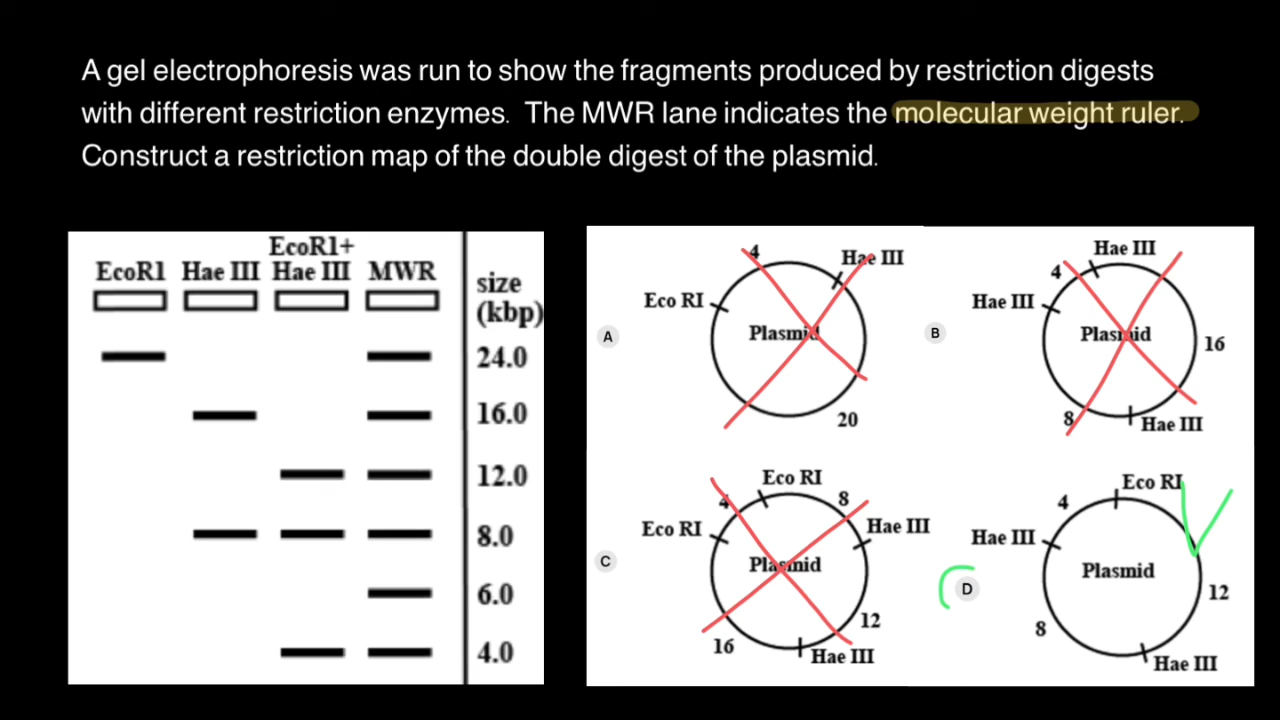 A gel electrophoresis was run to show the fragments produced by restriction digests
with different restriction enzymes. The MWR lane indicates the molecular weight ruler.
Construct a restriction map of the double digest of the plasmid.
EcoR1+
EcoR1 Hae III Hae III MWR
size
(kbp)
24.0
16.0
12.0
8.0
6.0
4.0
A
4
Hae III
Eco RI
Plasmid
20
B
Hae III
4
Hae III
Plasmid
16
8
Hae III
C
Eco RI
4
8
Eco RI
Hae III
Plasmid
12
16
Hae III
D
Eco RI
4
Hae III
Plasmid
12
8
Hae III